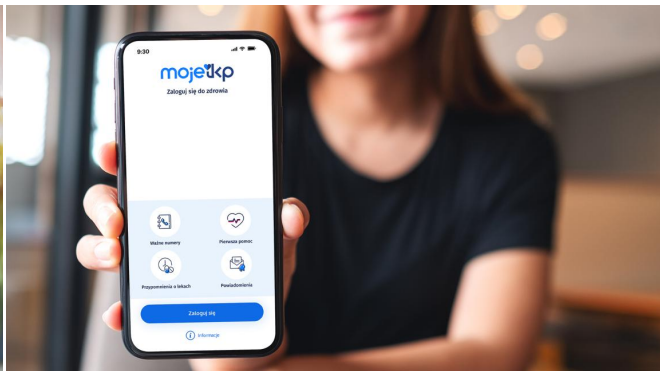 9:30
mojeikp
Zaloguj się do zdrowia
Ważne numery
Pierwsza pomoc
Przypomnienia o lekach
Powiadomienia
Zaloguj się
Informacje